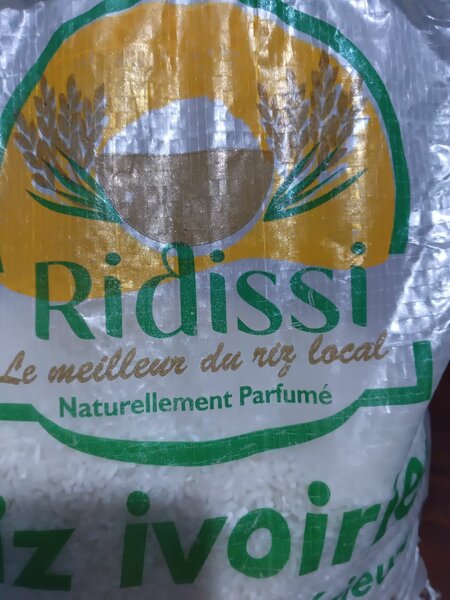 Ridissi
Le meilleur du riz local
Naturellement Parfumé
iz ivoirie